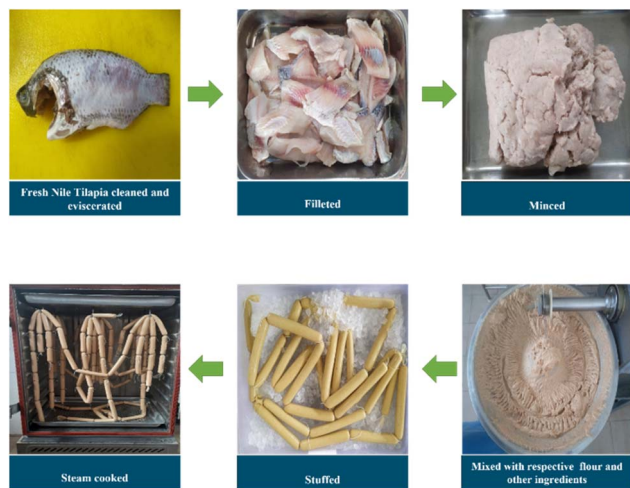 Fresh Nile Tilapia cleaned and
eviscerated
Filleted
Minced
Steam cooked
Stuffed
Mixed with respective flour and
other ingredients